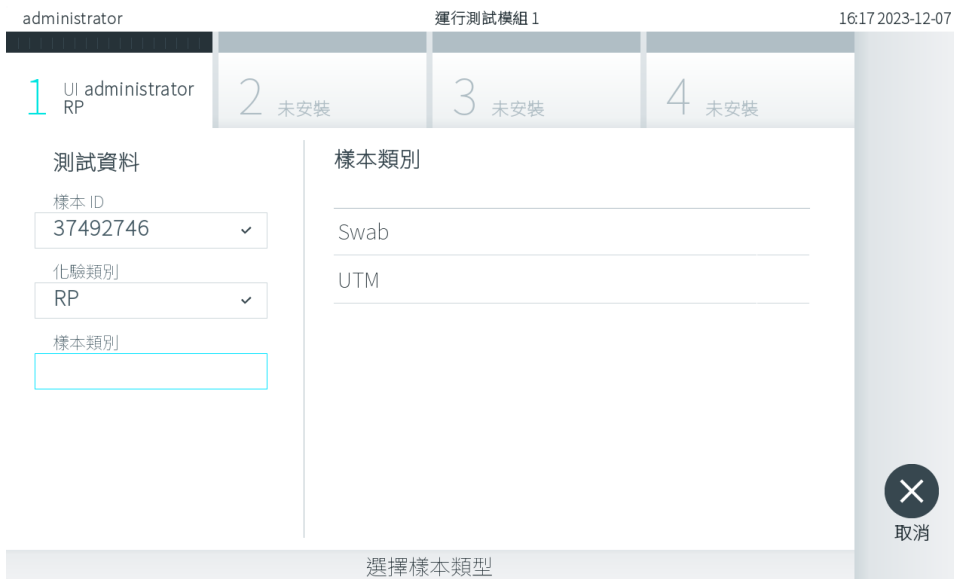 administrator
運行測試模組 1
16:17 2023-12-07
1 UI administrator
RP
2 未安裝
3 未安裝
4 未安裝
測試資料
樣本 ID
37492746
化驗類別
RP
樣本類別
樣本類別
Swab
UTM
取消
選擇樣本類型